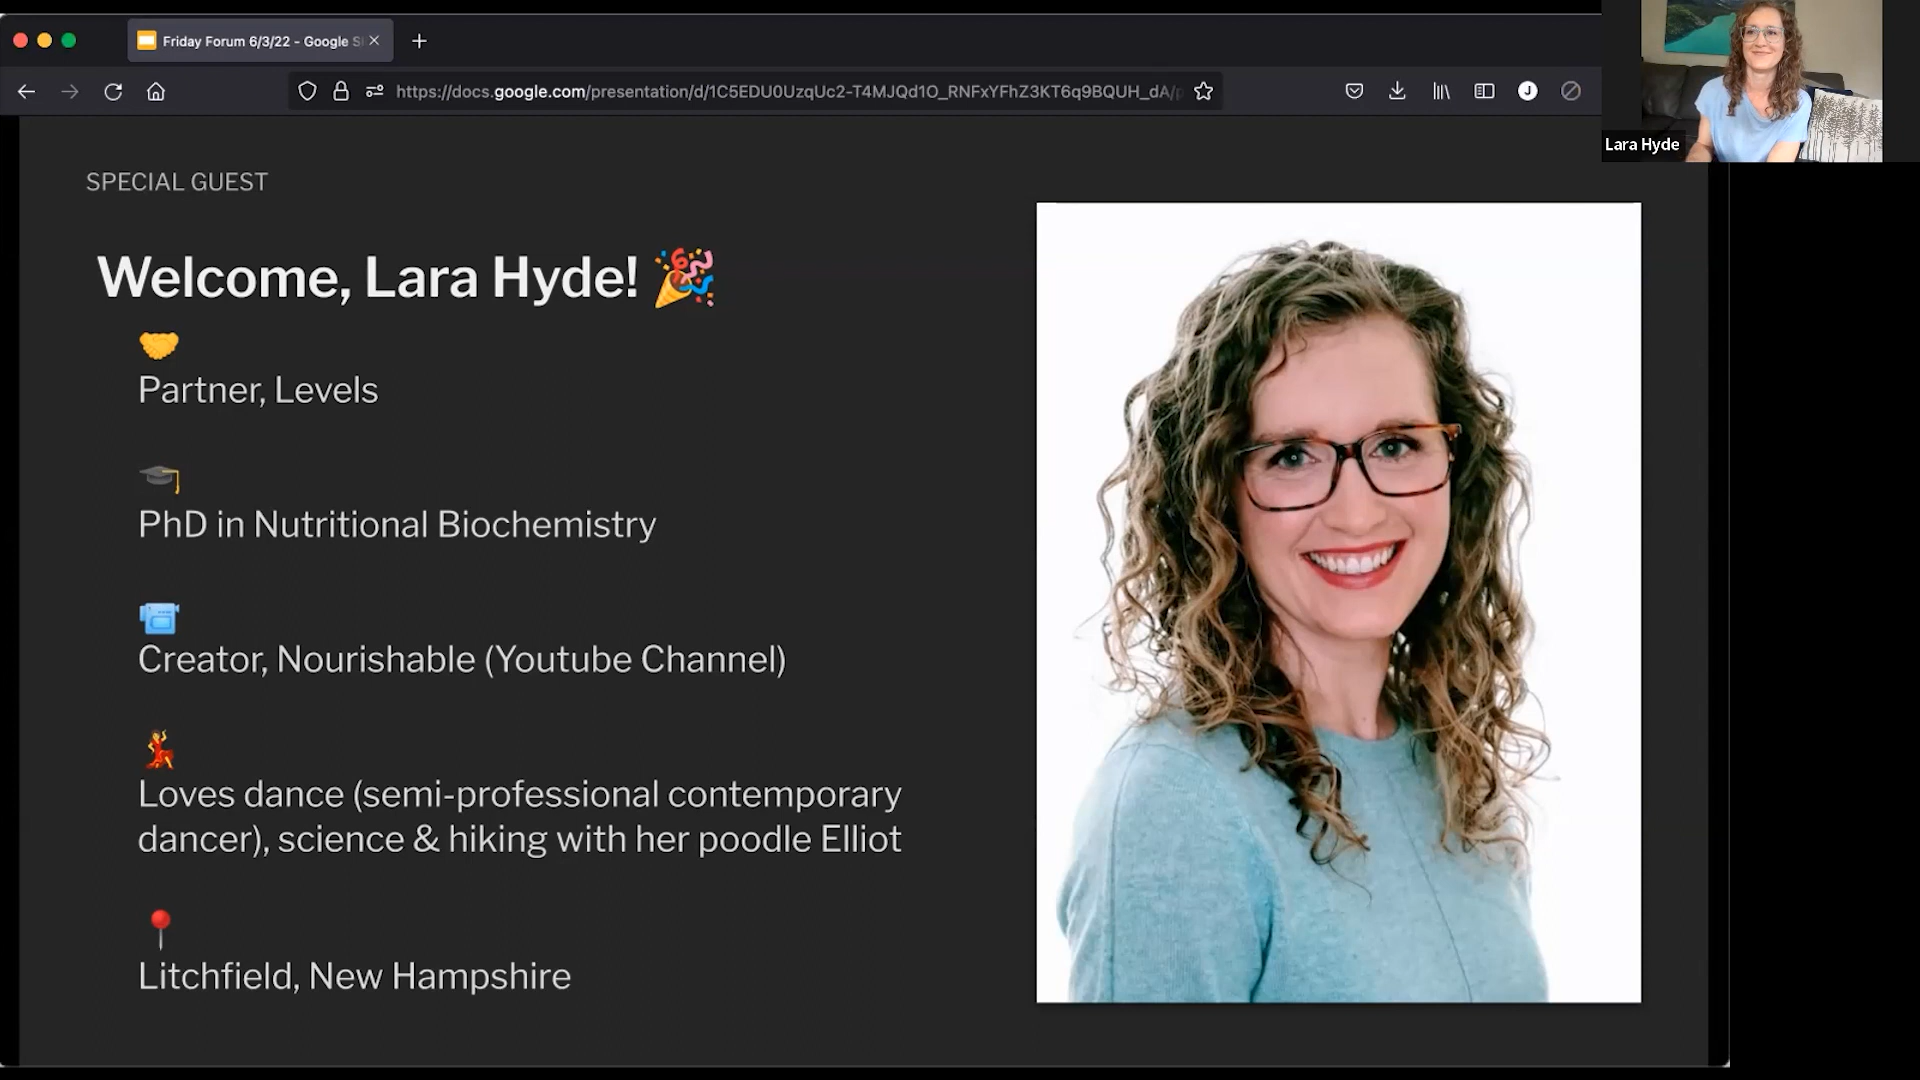 Friday Forum 6/3/22 - Google S
https://docs.google.com/presentation/d/1C5EDU0UzqUc2-T4MJQd1O_RNFxYFhZ3KT6q9BQUH_dA/
J
Lara Hyde
SPECIAL GUEST
Welcome, Lara Hyde! 🎉
🤝
Partner, Levels
🎓
PhD in Nutritional Biochemistry
📹
Creator, Nourishable (Youtube Channel)
💃
Loves dance (semi-professional contemporary
dancer), science & hiking with her poodle Elliot
📍
Litchfield, New Hampshire